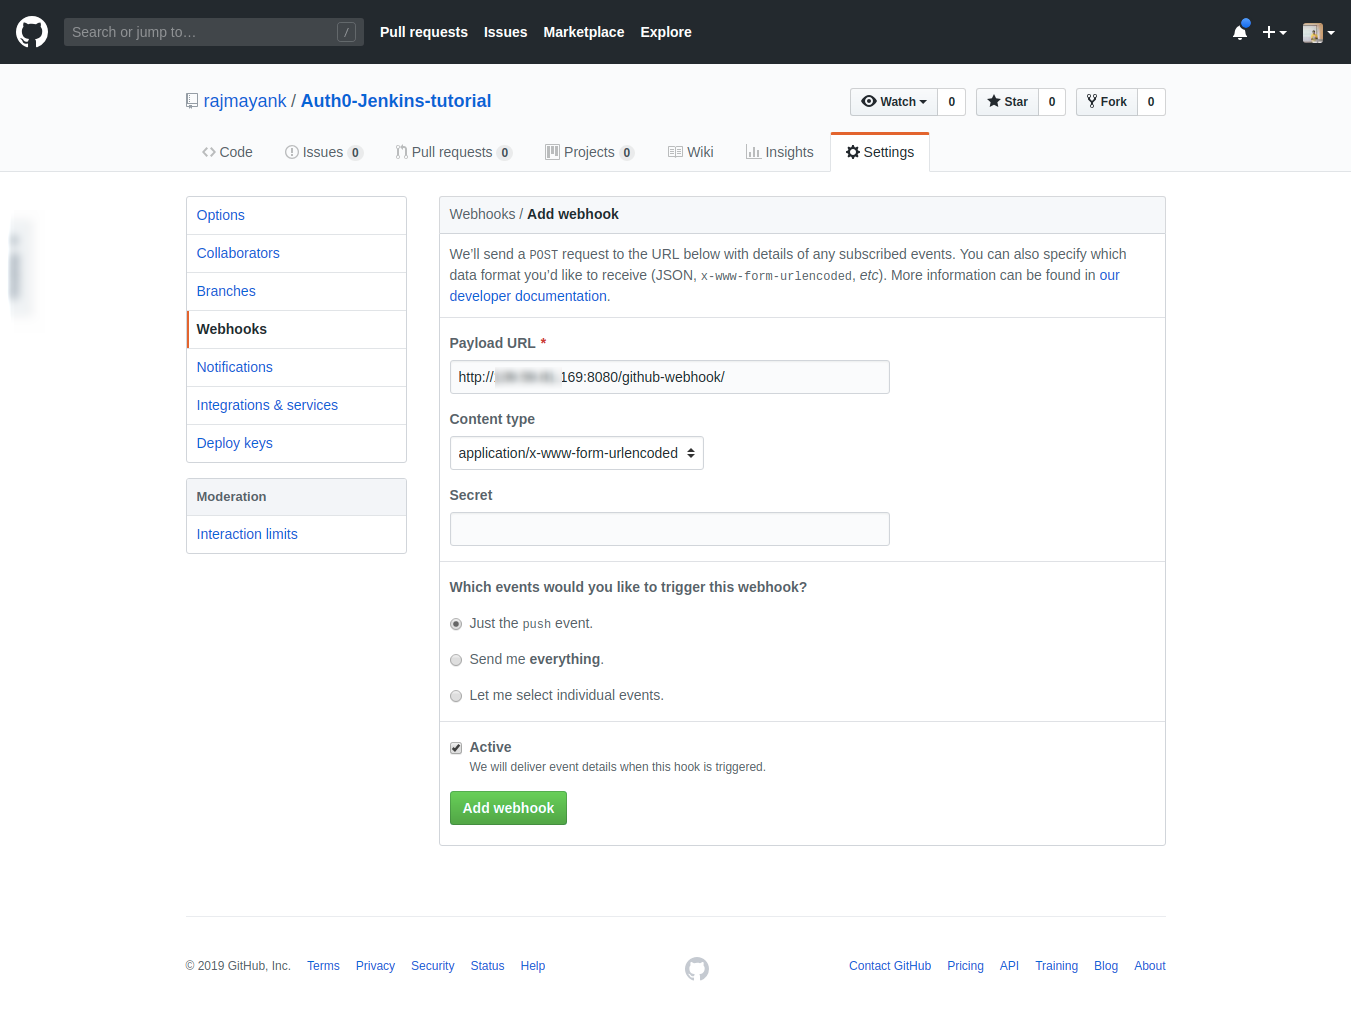 Search or jump to… / Pull requests Issues Marketplace Explore
rajmayank / Auth0-Jenkins-tutorial Watch 0 Star 0 Fork 0
Code Issues 0 Pull requests 0 Projects 0 Wiki Insights Settings
Options
Collaborators
Branches
Webhooks
Notifications
Integrations & services
Deploy keys
Moderation
Interaction limits
Webhooks / Add webhook
We’ll send a POST request to the URL below with details of any subscribed events. You can also specify which
data format you’d like to receive (JSON, x-www-form-urlencoded, etc). More information can be found in our
developer documentation.
Payload URL *
http:// 169:8080/github-webhook/
Content type
application/x-www-form-urlencoded
Secret
Which events would you like to trigger this webhook?
Just the push event.
Send me everything.
Let me select individual events.
Active
We will deliver event details when this hook is triggered.
Add webhook
© 2019 GitHub, Inc. Terms Privacy Security Status Help Contact GitHub Pricing API Training Blog About